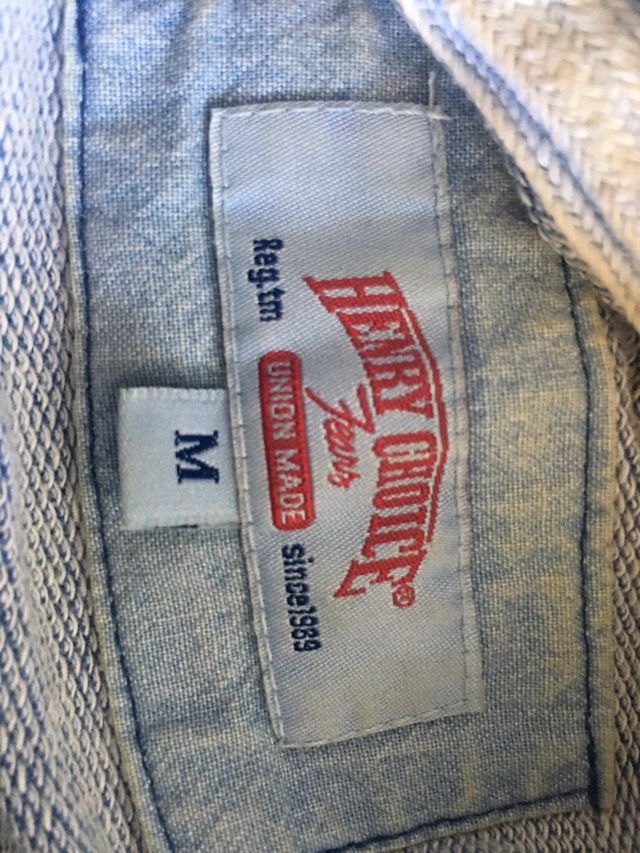 HENRY CHOICE®
Jeans
Reg.tm UNION MADE Since1989
M